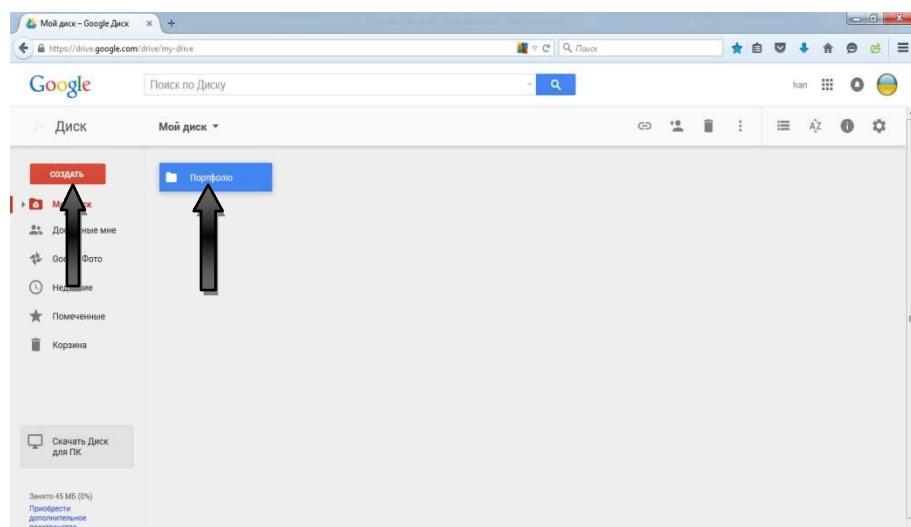 Мой диск – Google Диск
https://drive.google.com/drive/my-drive
Поиск
Google
Поиск по Диску
Ivan
Диск
Мой диск
AZ
СОЗДАТЬ
Портфоліо
Доступные мне
Фото
Помеченные
Корзина
Скачать Диск
для ПК
Занято 45 МБ (0%)
Приобрести
дополнительное